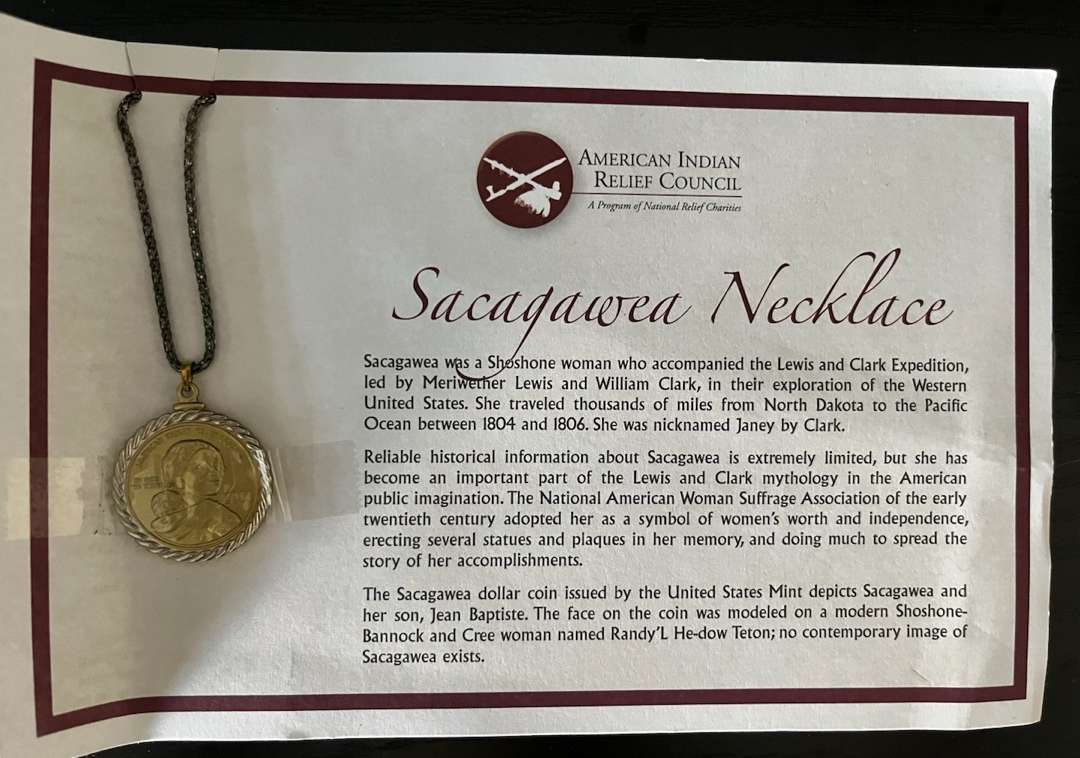 AMERICAN INDIAN
RELIEF COUNCIL
A Program of National Relief Charities
Sacagawea Necklace
Sacagawea was a Shoshone woman who accompanied the Lewis and Clark Expedition,
led by Meriwether Lewis and William Clark, in their exploration of the Western
United States. She traveled thousands of miles from North Dakota to the Pacific
Ocean between 1804 and 1806. She was nicknamed Janey by Clark.
Reliable historical information about Sacagawea is extremely limited, but she has
become an important part of the Lewis and Clark mythology in the American
public imagination. The National American Woman Suffrage Association of the early
twentieth century adopted her as a symbol of women's worth and independence,
erecting several statues and plaques in her memory, and doing much to spread the
story of her accomplishments.
The Sacagawea dollar coin issued by the United States Mint depicts Sacagawea and
her son, Jean Baptiste. The face on the coin was modeled on a modern Shoshone-
Bannock and Cree woman named Randy'L He-dow Teton; no contemporary image of
Sacagawea exists.